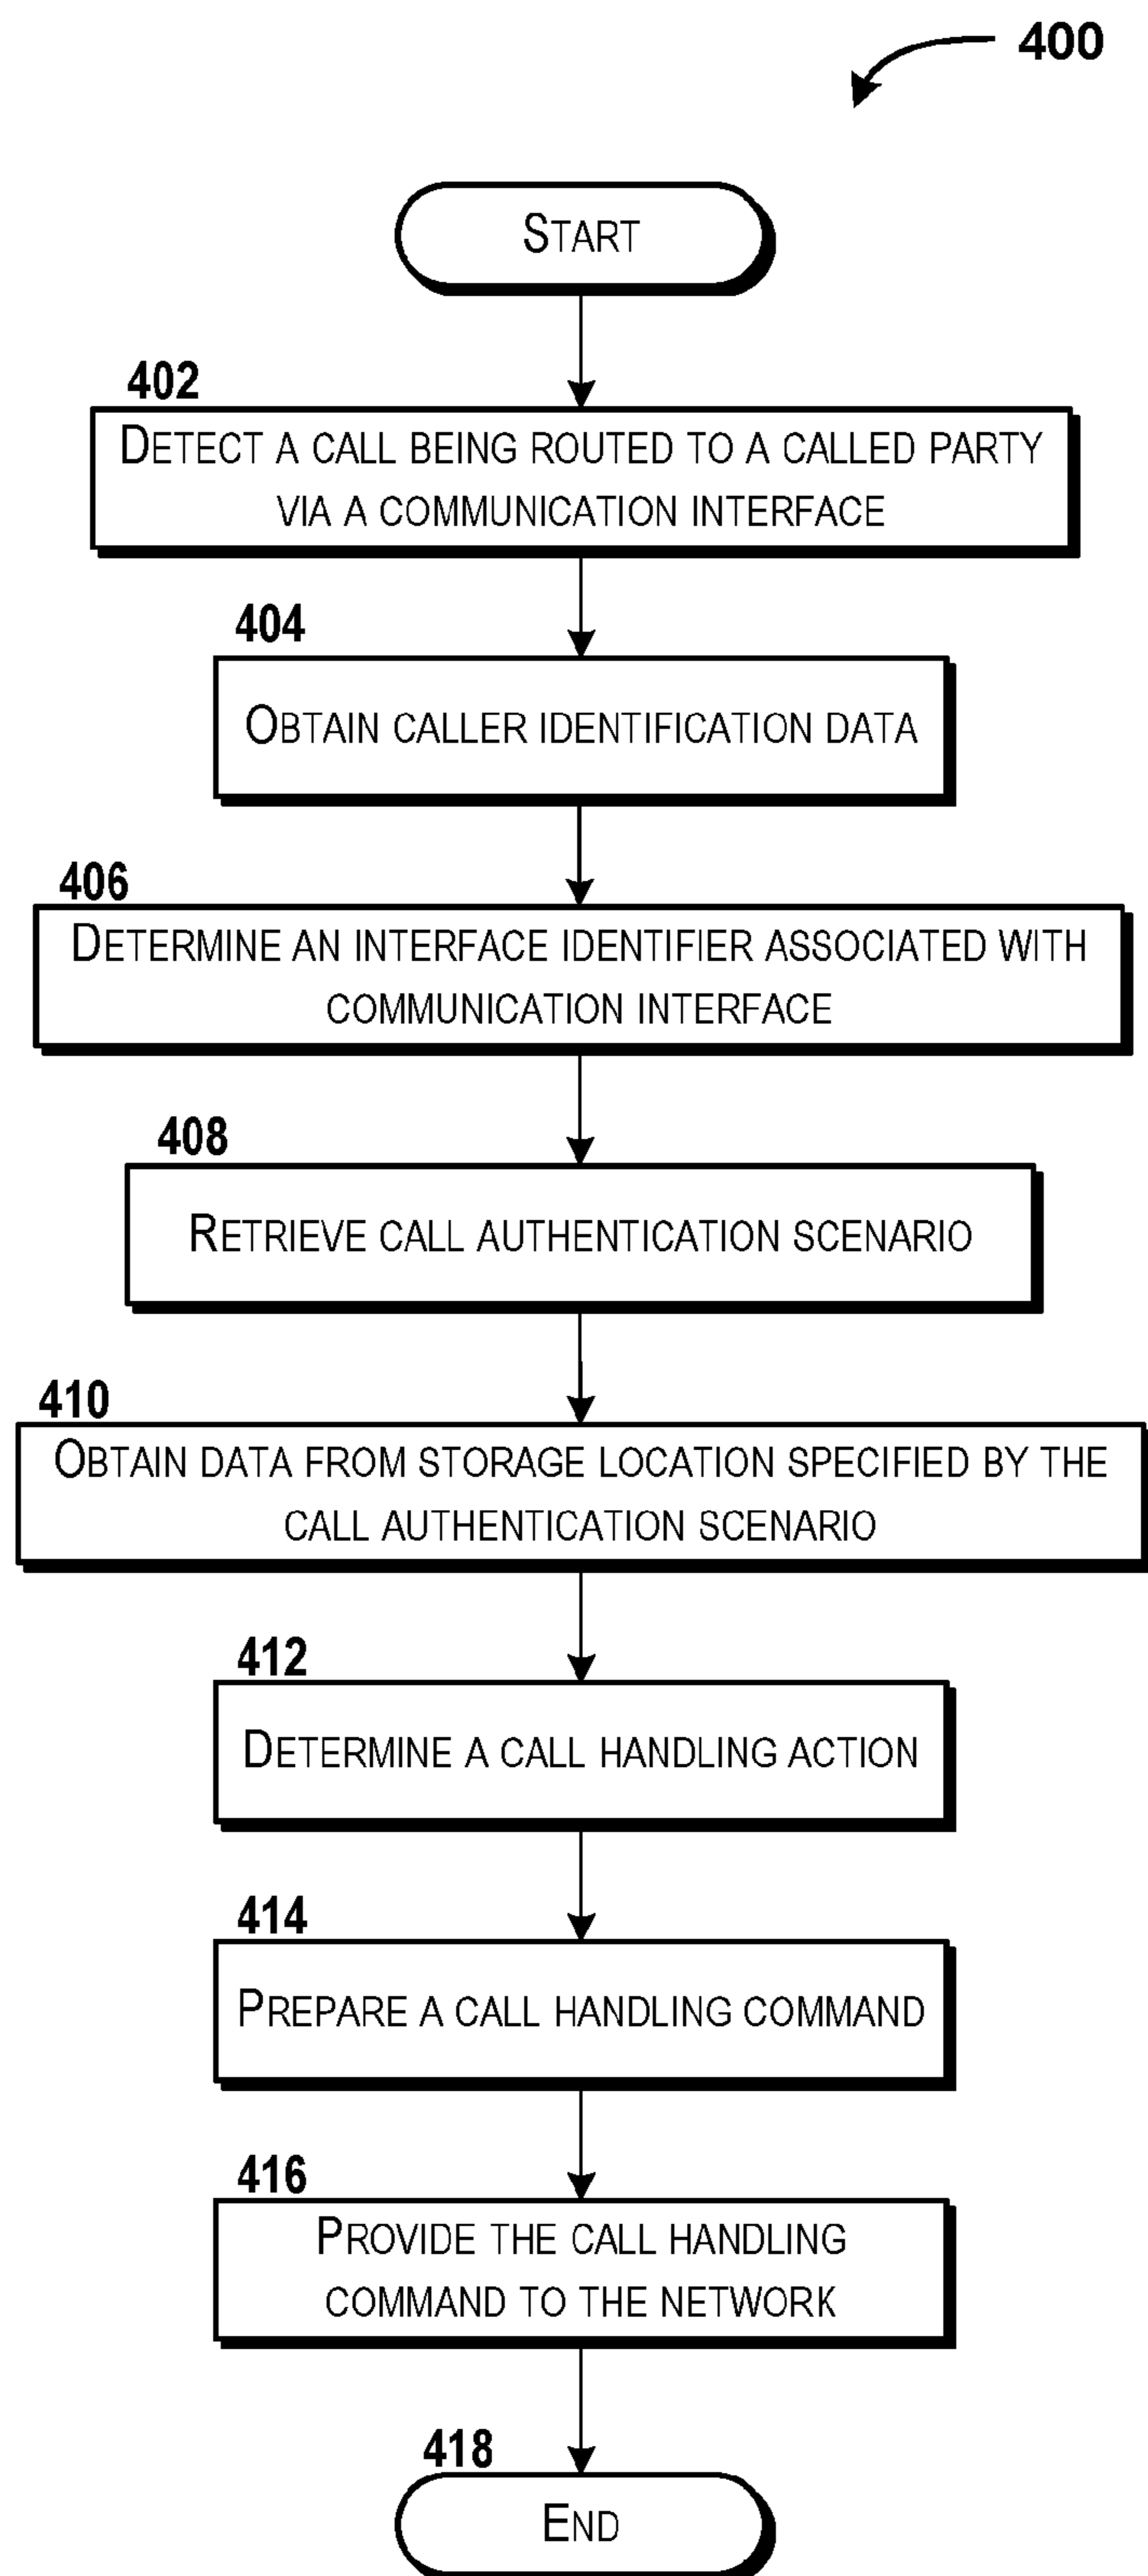 400
START
402
DETECT A CALL BEING ROUTED TO A CALLED PARTY
VIA A COMMUNICATION INTERFACE
404
OBTAIN CALLER IDENTIFICATION DATA
406
DETERMINE AN INTERFACE IDENTIFIER ASSOCIATED WITH
COMMUNICATION INTERFACE
408
RETRIEVE CALL AUTHENTICATION SCENARIO
410
OBTAIN DATA FROM STORAGE LOCATION SPECIFIED BY THE
CALL AUTHENTICATION SCENARIO
412
DETERMINE A CALL HANDLING ACTION
414
PREPARE A CALL HANDLING COMMAND
416
PROVIDE THE CALL HANDLING
COMMAND TO THE NETWORK
418
END